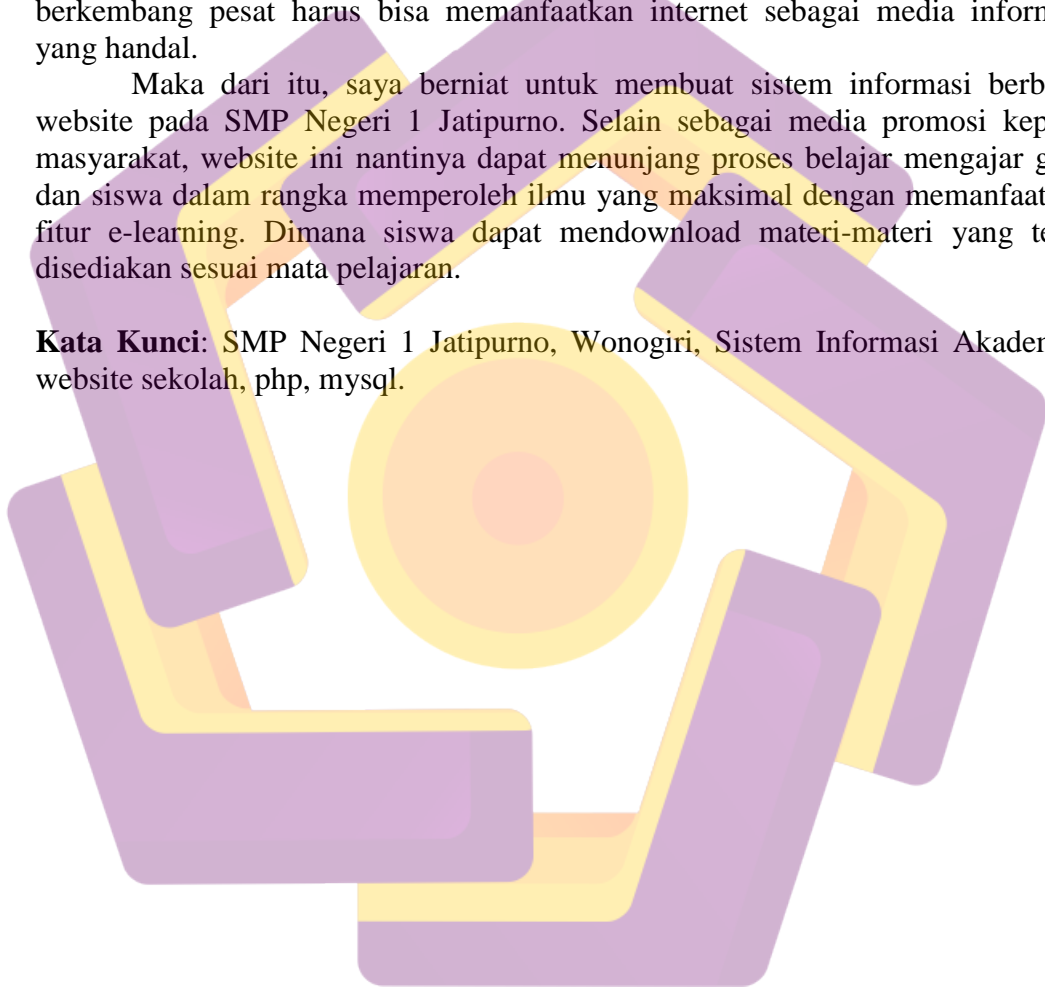 berkembang pesat harus bisa memanfaatkan internet sebagai media inform
yang handal.
Maka dari itu, saya berniat untuk membuat sistem informasi berb
website pada SMP Negeri 1 Jatipurno. Selain sebagai media promosi kep
masyarakat, website ini nantinya dapat menunjang proses belajar mengajar g
dan siswa dalam rangka memperoleh ilmu yang maksimal dengan memanfaat
fitur e-learning. Dimana siswa dapat mendownload materi-materi yang te
disediakan sesuai mata pelajaran.
Kata Kunci: SMP Negeri 1 Jatipurno, Wonogiri, Sistem Informasi Akadem
website sekolah, php, mysql.